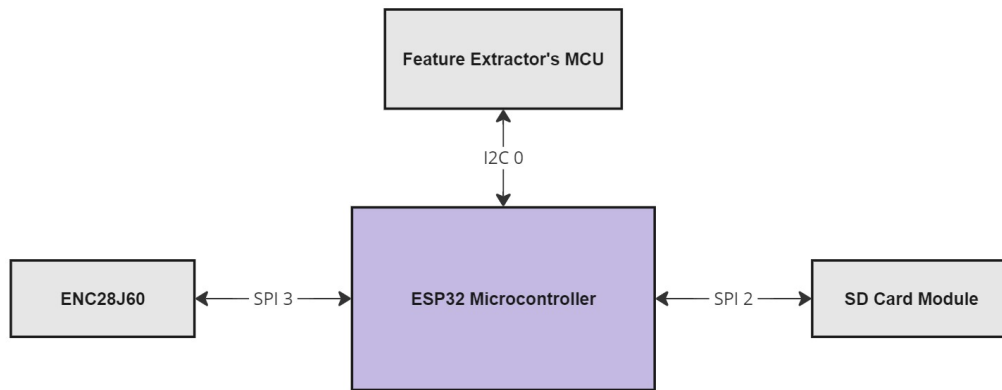 Feature Extractor's MCU
I2C 0
ENC28J60
SPI 3
ESP32 Microcontroller
SPI 2
SD Card Module